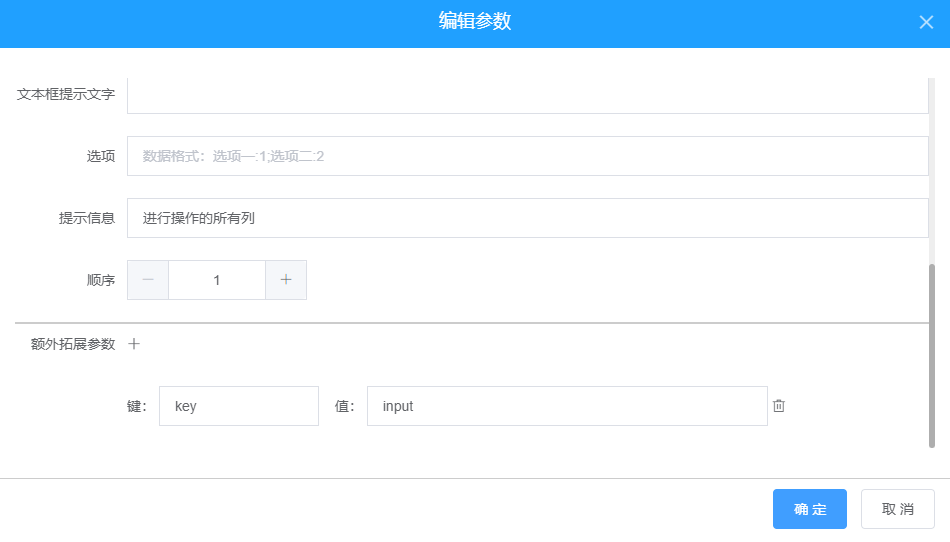 编辑参数
文本框提示文字
选项 数据格式：选项一:1;选项二:2
提示信息 进行操作的所有列
顺序 1
额外拓展参数
键： key 值： input
确 定 取 消